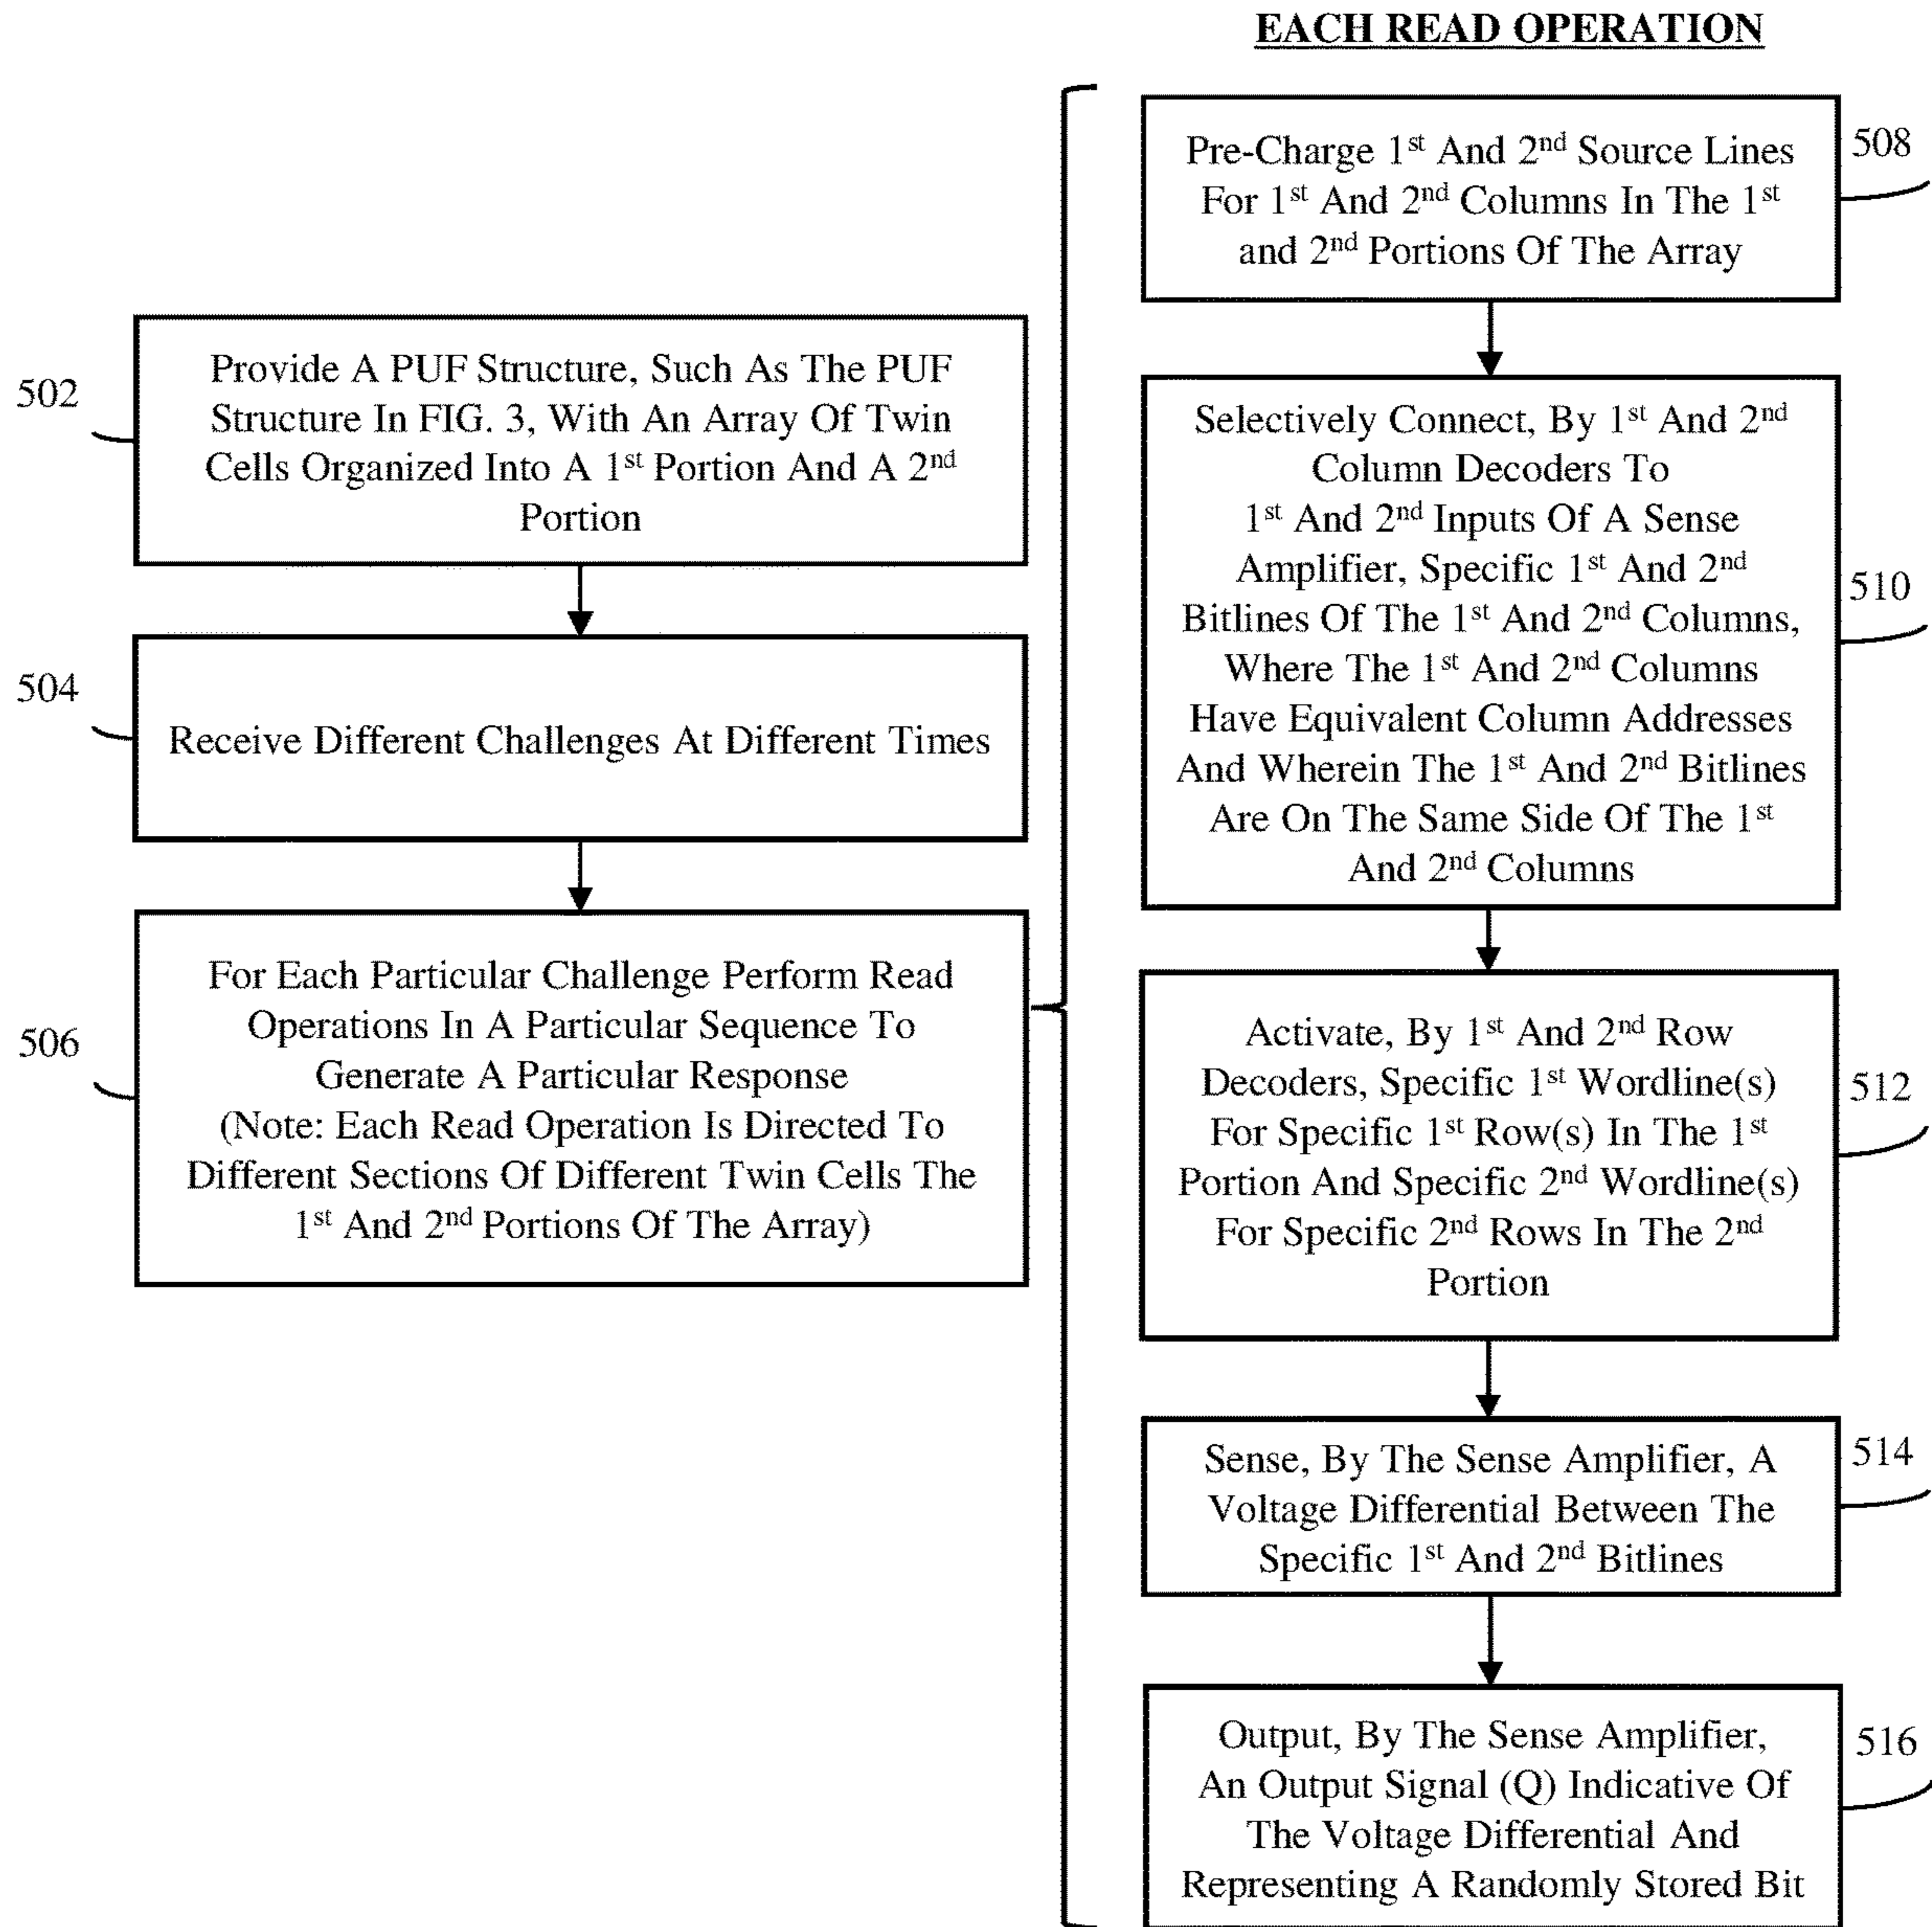 502
Provide A PUF Structure, Such As The PUF
Structure In FIG. 3, With An Array Of Twin
Cells Organized Into A 1st Portion And A 2nd
Portion
504
Receive Different Challenges At Different Times
506
For Each Particular Challenge Perform Read
Operations In A Particular Sequence To
Generate A Particular Response
(Note: Each Read Operation Is Directed To
Different Sections Of Different Twin Cells The
1st And 2nd Portions Of The Array)
EACH READ OPERATION
Pre-Charge 1st And 2nd Source Lines
For 1st And 2nd Columns In The 1st
and 2nd Portions Of The Array
508
Selectively Connect, By 1st And 2nd
Column Decoders To
1st And 2nd Inputs Of A Sense
Amplifier, Specific 1st And 2nd
Bitlines Of The 1st And 2nd Columns,
Where The 1st And 2nd Columns
Have Equivalent Column Addresses
And Wherein The 1st And 2nd Bitlines
Are On The Same Side Of The 1st
And 2nd Columns
510
Activate, By 1st And 2nd Row
Decoders, Specific 1st Wordline(s)
For Specific 1st Row(s) In The 1st
Portion And Specific 2nd Wordline(s)
For Specific 2nd Rows In The 2nd
Portion
512
Sense, By The Sense Amplifier, A
Voltage Differential Between The
Specific 1st And 2nd Bitlines
514
Output, By The Sense Amplifier,
An Output Signal (Q) Indicative Of
The Voltage Differential And
Representing A Randomly Stored Bit
516